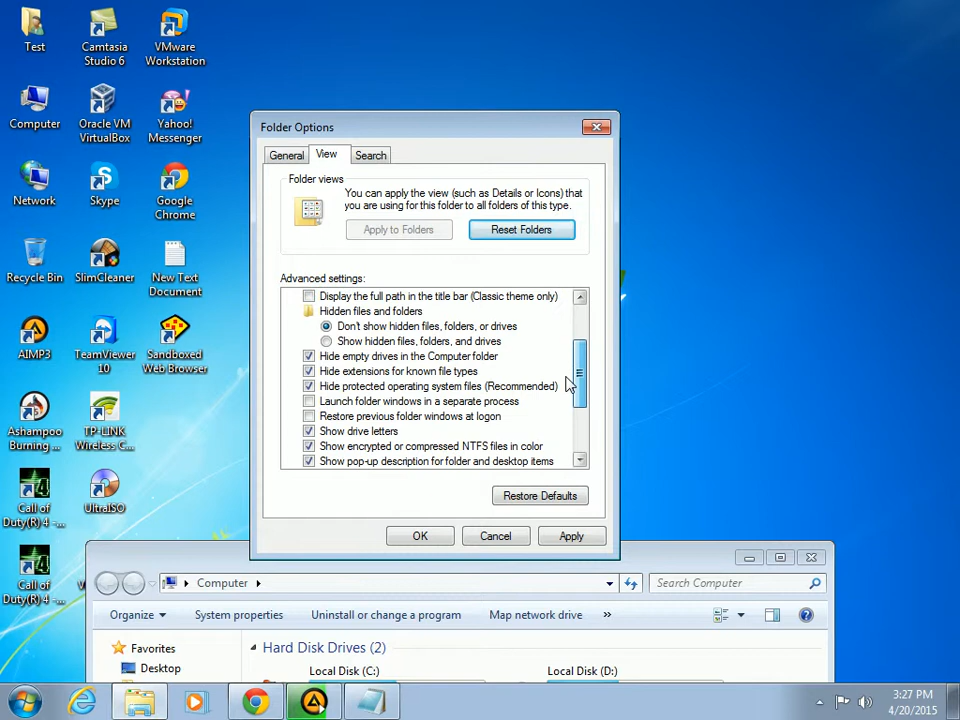 Test
Camtasia
Studio 6
VMware
Workstation
Computer
Oracle VM
VirtualBox
Yahoo!
Messenger
Network
Skype
Google
Chrome
Recycle Bin
SlimCleaner
New Text
Document
AIMP3
TeamViewer
10
Sandboxed
Web Browser
Ashampoo
Burning ...
TP-LINK
Wireless C...
Call of
Duty(R) 4 -...
UltraISO
Call of
Duty(R) 4 -...
Folder Options
General
View
Search
Folder views
You can apply the view (such as Details or Icons) that
you are using for this folder to all folders of this type.
Apply to Folders
Reset Folders
Advanced settings:
Display the full path in the title bar (Classic theme only)
Hidden files and folders
Don't show hidden files, folders, or drives
Show hidden files, folders, and drives
Hide empty drives in the Computer folder
Hide extensions for known file types
Hide protected operating system files (Recommended)
Launch folder windows in a separate process
Restore previous folder windows at logon
Show drive letters
Show encrypted or compressed NTFS files in color
Show pop-up description for folder and desktop items
Restore Defaults
OK
Cancel
Apply
Computer
Search Computer
Organize
System properties
Uninstall or change a program
Map network drive
»
Favorites
Desktop
Hard Disk Drives (2)
Local Disk (C:)
Local Disk (D:)
3:27 PM
4/20/2015